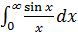 ∫₀^∞ sin x / x dx